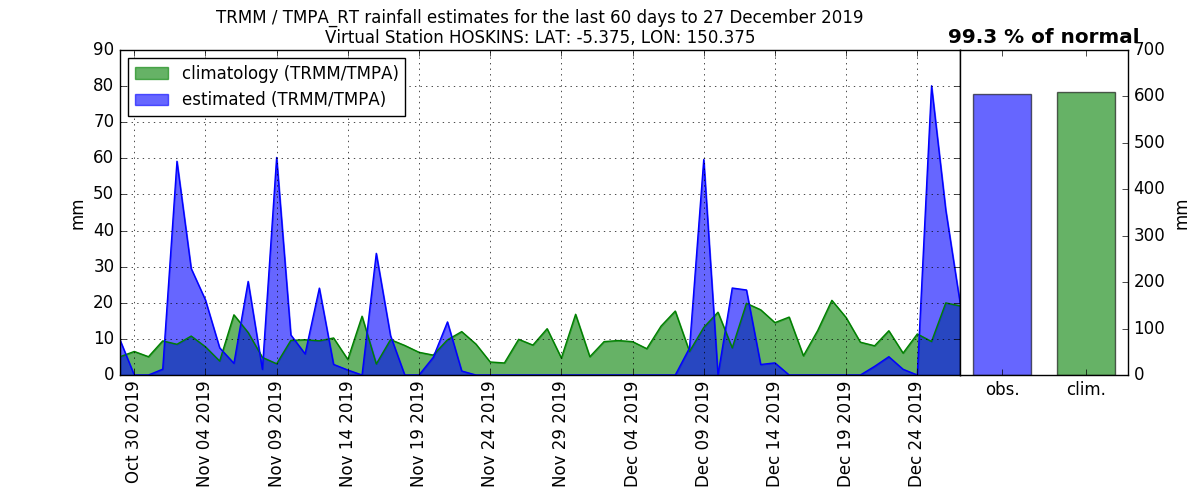 TRMM / TMPA_RT rainfall estimates for the last 60 days to 27 December 2019
Virtual Station HOSKINS: LAT: -5.375, LON: 150.375
99.3 % of normal
climatology (TRMM/TMPA)
estimated (TRMM/TMPA)
mm
90
80
70
60
50
40
30
20
10
0
Oct 30 2019
Nov 04 2019
Nov 09 2019
Nov 14 2019
Nov 19 2019
Nov 24 2019
Nov 29 2019
Dec 04 2019
Dec 09 2019
Dec 14 2019
Dec 19 2019
Dec 24 2019
obs.
clim.
700
600
500
400
300
200
100
0
mm